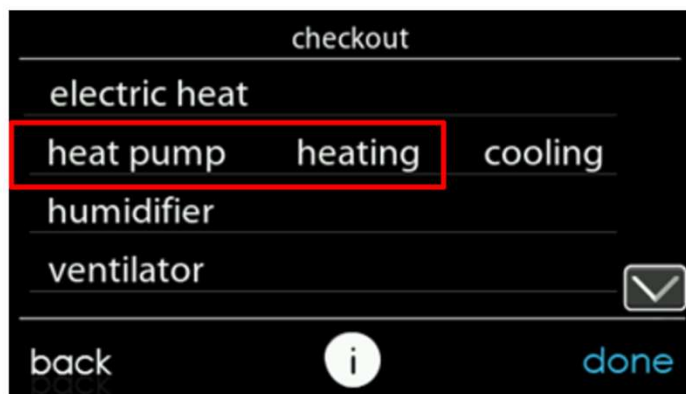 checkout
electric heat
heat pump heating cooling
humidifier
ventilator
back i done